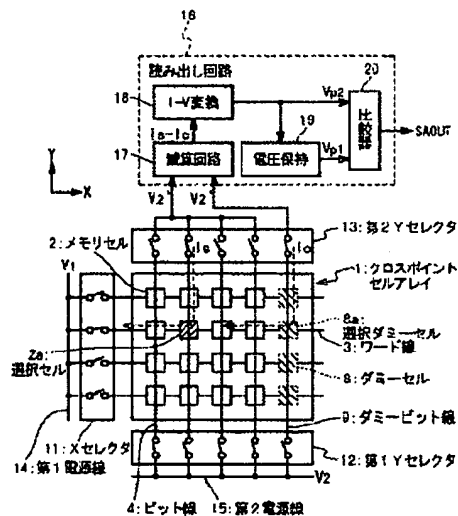 16
読み出し回路
20
18
I-V変換
Vp2
19
比較器
SAOUT
Is-Ic
17
減算回路
電圧保持
Vp1
Y
X
V2
V2
13:第2Yセレクタ
2:メモリセル
Is
Ic
1:クロスポイント
セルアレイ
V1
8a:
選択ダミーセル
2a:
選択セル
3:ワード線
8:ダミーセル
9:ダミービット線
11:Xセレクタ
12:第1Yセレクタ
14:第1電源線
V2
4:ビット線
15:第2電源線